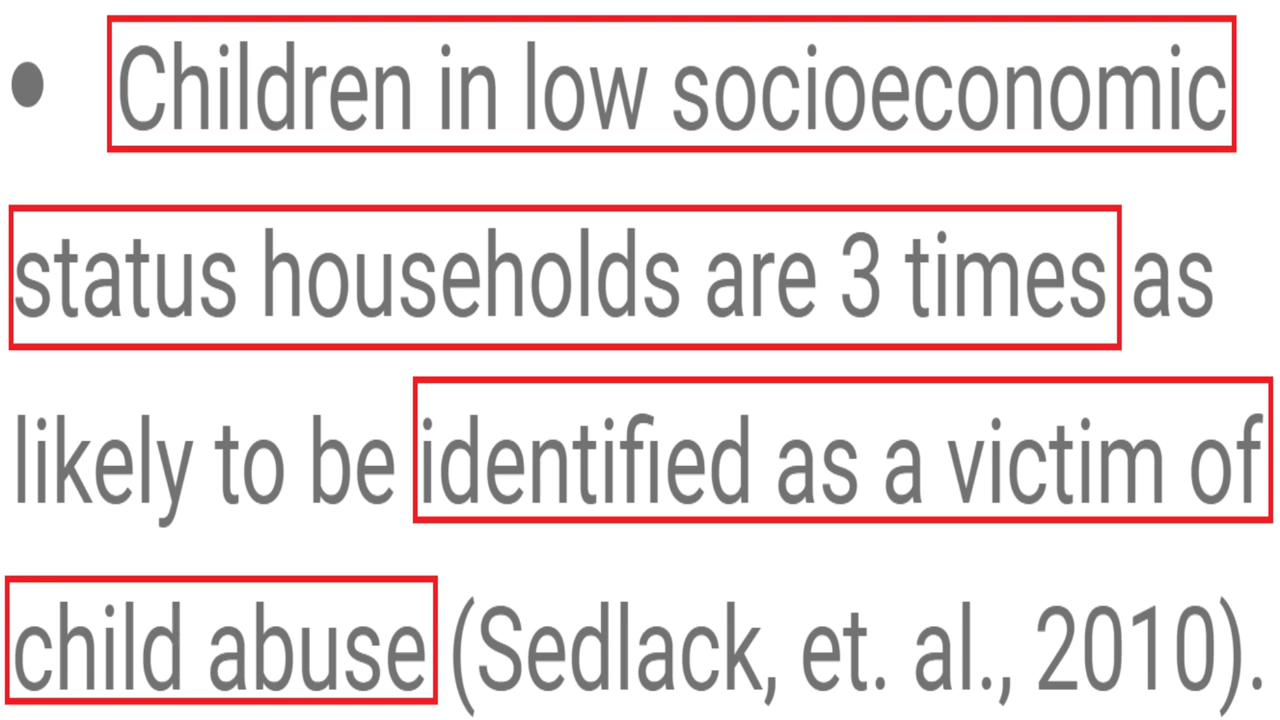 • Children in low socioeconomic
status households are 3 times as
likely to be identified as a victim of
child abuse (Sedlack, et. al., 2010).